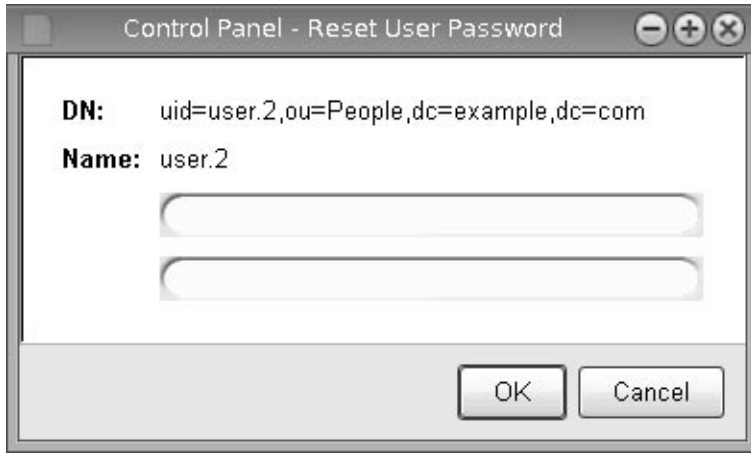 Control Panel - Reset User Password
DN: uid=user.2,ou=People,dc=example,dc=com
Name: user.2
OK Cancel